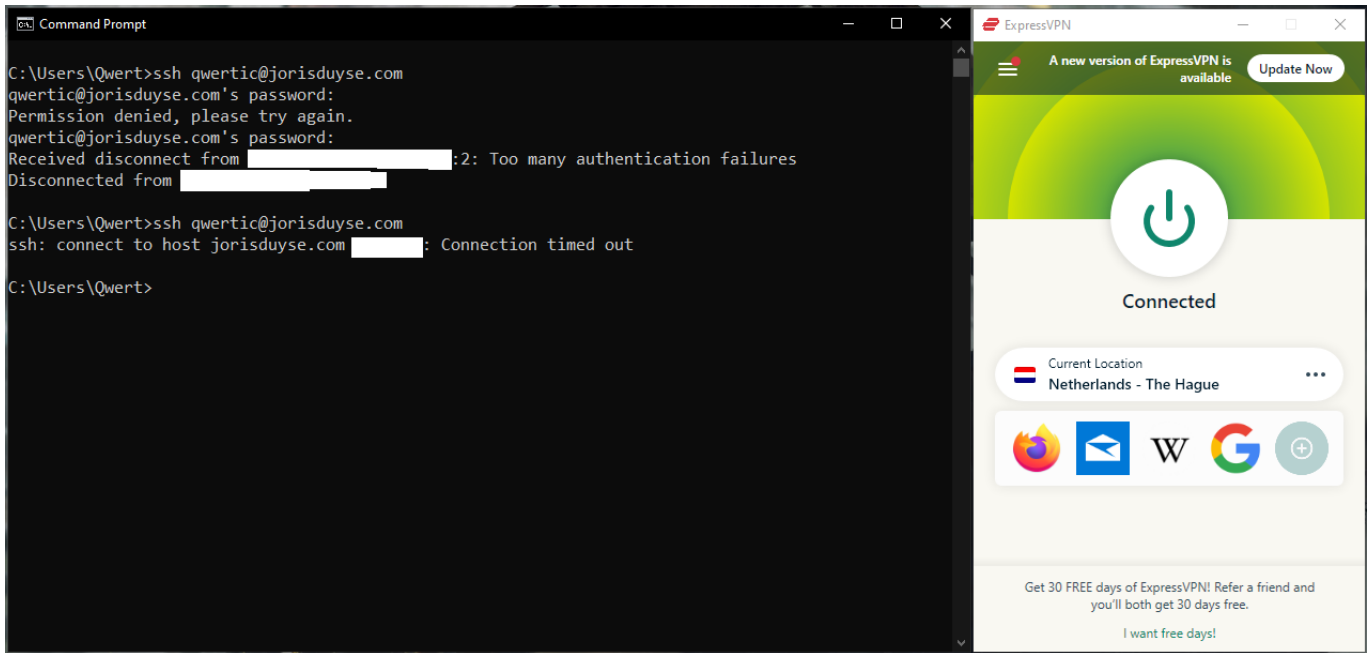 Command Prompt
C:\Users\Qwert>ssh qwertic@jorisduyse.com
qwertic@jorisduyse.com's password:
Permission denied, please try again.
qwertic@jorisduyse.com's password:
Received disconnect from :2: Too many authentication failures
Disconnected from
C:\Users\Qwert>ssh qwertic@jorisduyse.com
ssh: connect to host jorisduyse.com : Connection timed out
C:\Users\Qwert>
ExpressVPN
A new version of ExpressVPN is
available
Update Now
Connected
Current Location
Netherlands - The Hague
W
G
Get 30 FREE days of ExpressVPN! Refer a friend and
you'll both get 30 days free.
I want free days!